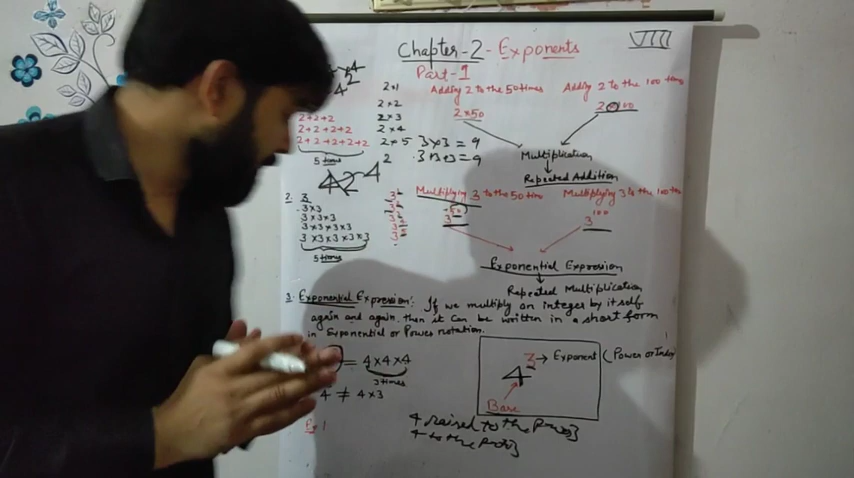 Chapter-2 - Exponents
Part-1
Adding 2 to the 50 times
Adding 2 to the 100 times
2×50
2×100
2×1
2×2
2×3
2×4
2×5
2+2+2
2+2+2+2
2+2+2+2+2
5 times
3×3=9
3+3+3=9
Multiplication
Repeated Addition
4² 
2.
3
3×3
3×3×3
3×3×3×3
3×3×3×3×3
5 times
Multiplying 3 to the 50 time
Multiplying 3 to the 100 tim
3⁵⁰
3¹⁰⁰
Exponential Expression
Repeated Multiplication
3. Exponential Expression: If we multiply an integer by itself
again and again then it can be written in a short form
in Exponential or Power notation.
= 4×4×4
3 times
4 ≠ 4×3
4³ → Exponent (Power or Index
Base
4 raised to the Power 3
4 to the
Ex 1